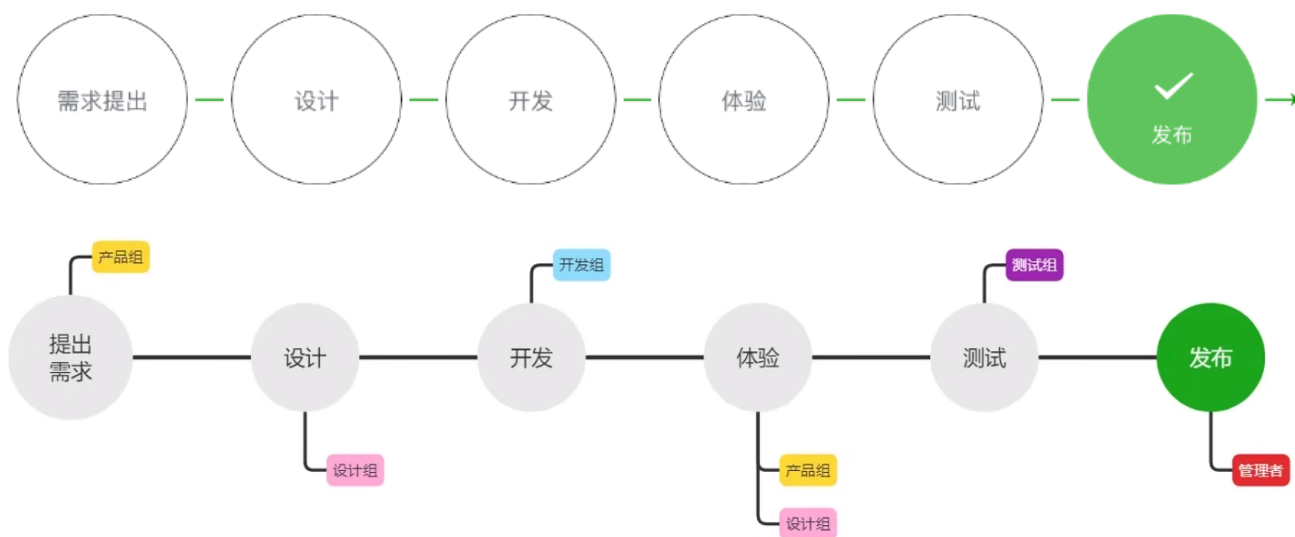 需求提出
设计
开发
体验
测试
发布
产品组
开发组
测试组
提出
需求
设计
开发
体验
测试
发布
设计组
产品组
管理者
设计组